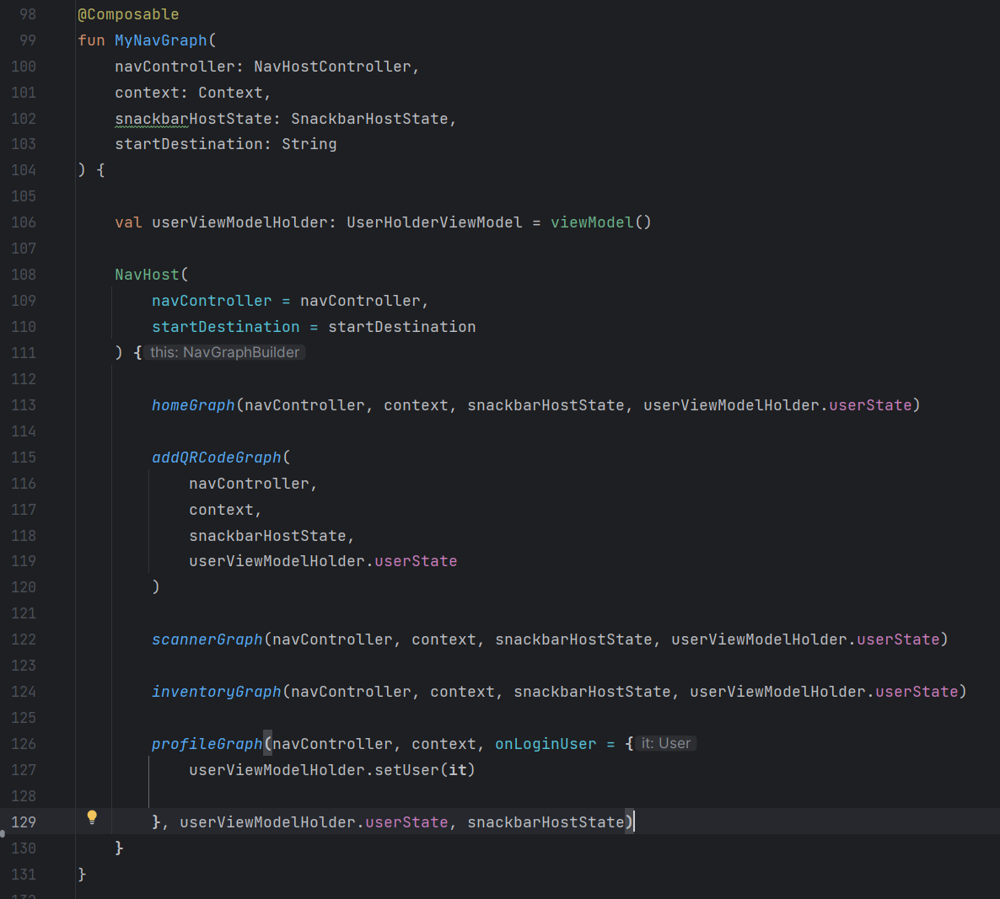 98 @Composable
99 fun MyNavGraph(
100 navController: NavHostController,
101 context: Context,
102 snackbarHostState: SnackbarHostState,
103 startDestination: String
104 ) {
105
106 val userViewModelHolder: UserHolderViewModel = viewModel()
107
108 NavHost(
109 navController = navController,
110 startDestination = startDestination
111 ) { this: NavGraphBuilder
112
113 homeGraph(navController, context, snackbarHostState, userViewModelHolder.userState)
114
115 addQRCodeGraph(
116 navController,
117 context,
118 snackbarHostState,
119 userViewModelHolder.userState
120 )
121
122 scannerGraph(navController, context, snackbarHostState, userViewModelHolder.userState)
123
124 inventoryGraph(navController, context, snackbarHostState, userViewModelHolder.userState)
125
126 profileGraph(navController, context, onLoginUser = { it: User
127 userViewModelHolder.setUser(it)
128
129 }, userViewModelHolder.userState, snackbarHostState)
130 }
131 }